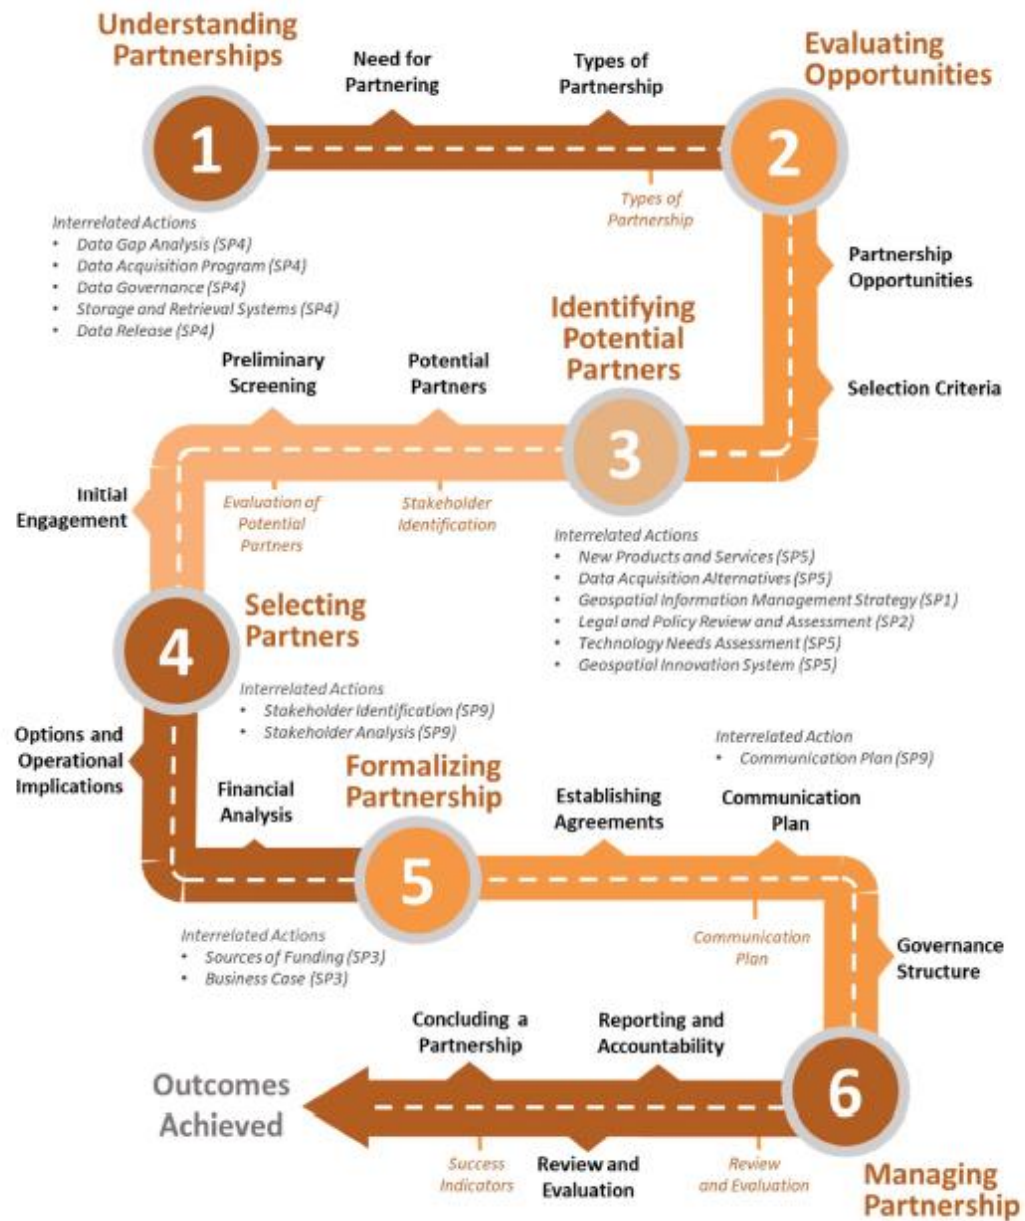 Understanding
Partnerships
Need for
Partnering
Types of
Partnership
Evaluating
Opportunities
1
2
Types of
Partnership
Interrelated Actions
• Data Gap Analysis (SP4)
• Data Acquisition Program (SP4)
• Data Governance (SP4)
• Storage and Retrieval Systems (SP4)
• Data Release (SP4)
Partnership
Opportunities
Selection Criteria
Identifying
Potential
Partners
3
Preliminary
Screening
Potential
Partners
Initial
Engagement
Evaluation of
Potential
Partners
Stakeholder
Identification
Interrelated Actions
• New Products and Services (SP5)
• Data Acquisition Alternatives (SP5)
• Geospatial Information Management Strategy (SP1)
• Legal and Policy Review and Assessment (SP2)
• Technology Needs Assessment (SP5)
• Geospatial Innovation System (SP5)
Selecting
Partners
4
Interrelated Actions
• Stakeholder Identification (SP9)
• Stakeholder Analysis (SP9)
Options and
Operational
Implications
Financial
Analysis
Formalizing
Partnership
5
Interrelated Actions
• Sources of Funding (SP3)
• Business Case (SP3)
Establishing
Agreements
Interrelated Action
• Communication Plan (SP9)
Communication
Plan
Communication
Plan
Governance
Structure
6
Managing
Partnership
Reporting and
Accountability
Concluding a
Partnership
Review
and Evaluation
Review and
Evaluation
Success
Indicators
Outcomes
Achieved